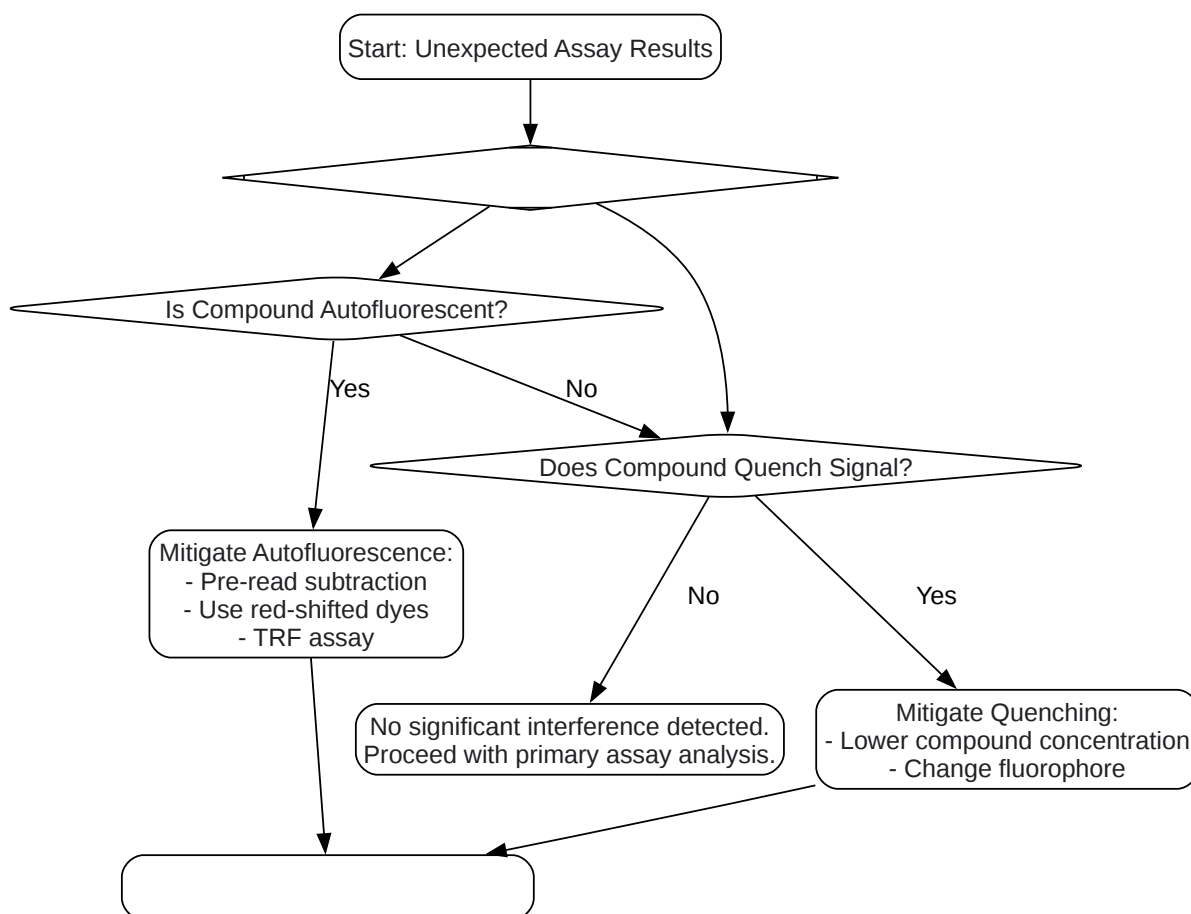 Start: Unexpected Assay Results
Is Compound Autofluorescent?
Yes
No
Does Compound Quench Signal?
Mitigate Autofluorescence:
- Pre-read subtraction
- Use red-shifted dyes
- TRF assay
No
Yes
No significant interference detected.
Proceed with primary assay analysis.
Mitigate Quenching:
- Lower compound concentration
- Change fluorophore